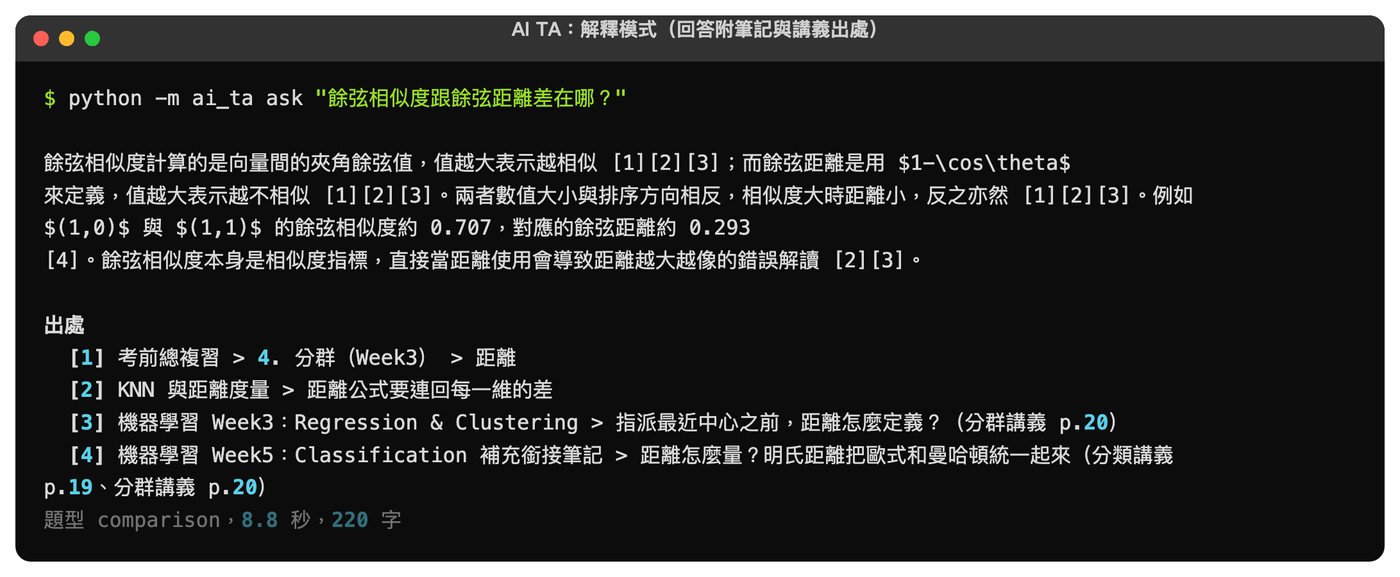 AI TA：解釋模式（回答附筆記與講義出處）
$ python -m ai_ta ask "餘弦相似度跟餘弦距離差在哪？"
餘弦相似度計算的是向量間的夾角餘弦值，值越大表示越相似 [1][2][3]；而餘弦距離是用 $1-\cos\theta$
來定義，值越大表示越不相似 [1][2][3]。兩者數值大小與排序方向相反，相似度大時距離小，反之亦然 [1][2][3]。例如
$(1,0)$ 與 $(1,1)$ 的餘弦相似度約 0.707，對應的餘弦距離約 0.293
[4]。餘弦相似度本身是相似度指標，直接當距離使用會導致距離越大越像的錯誤解讀 [2][3]。
出處
[1] 考前總複習 > 4. 分群（Week3） > 距離
[2] KNN 與距離度量 > 距離公式要連回每一維的差
[3] 機器學習 Week3：Regression & Clustering > 指派最近中心之前，距離怎麼定義？（分群講義 p.20）
[4] 機器學習 Week5：Classification 補充銜接筆記 > 距離怎麼量？明氏距離把歐式和曼哈頓統一起來（分類講義
p.19、分群講義 p.20）
題型 comparison，8.8 秒，220 字